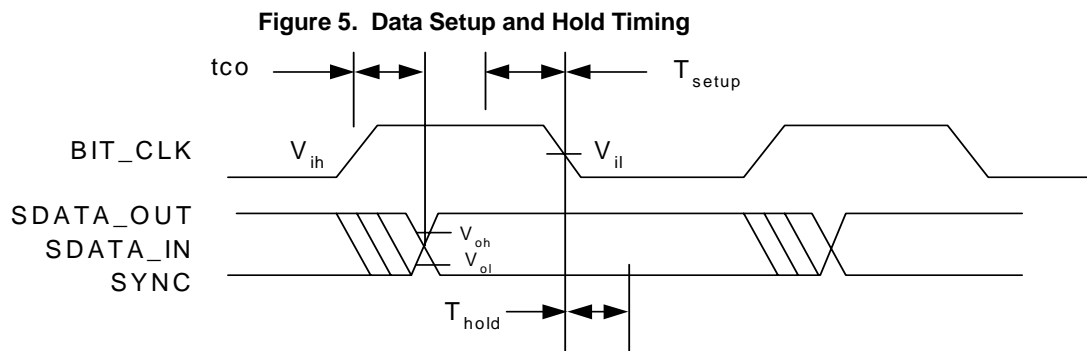 Figure 5. Data Setup and Hold Timing
tco
T setup
BIT_CLK
V ih
V il
SDATA_OUT
SDATA_IN
SYNC
V oh
V ol
T hold